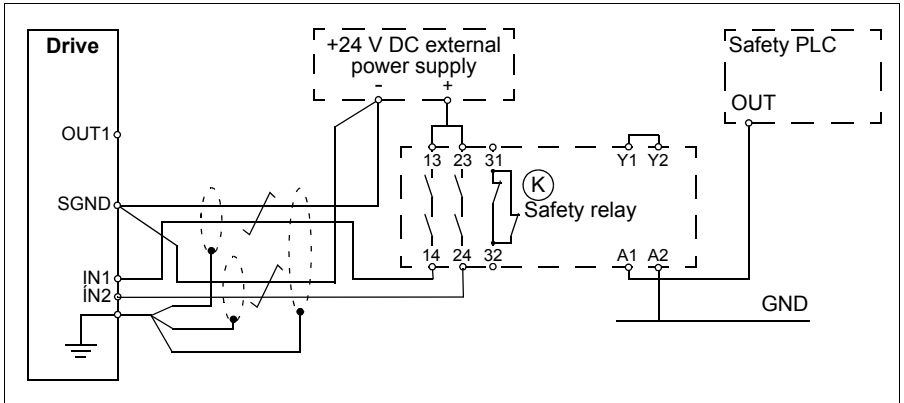 Drive
+24 V DC external
power supply
- +
Safety PLC
OUT
OUT1
13 23 31
Y1 Y2
K
Safety relay
SGND
14 24 32
A1 A2
IN1
IN2
GND